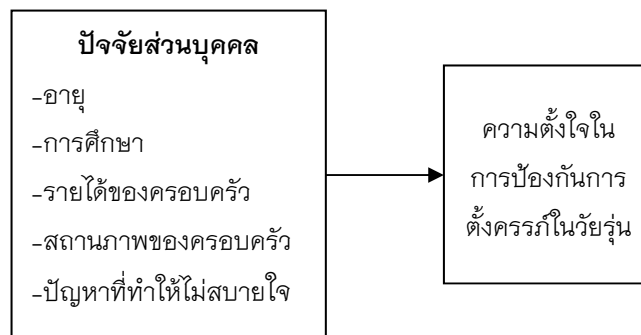 ปัจจัยส่วนบุคคล
-อายุ
-การศึกษา
-รายได้ของครอบครัว
-สถานภาพของครอบครัว
-ปัญหาที่ทำให้ไม่สบายใจ
ความตั้งใจใน
การป้องกันการ
ตั้งครรภ์ในวัยรุ่น